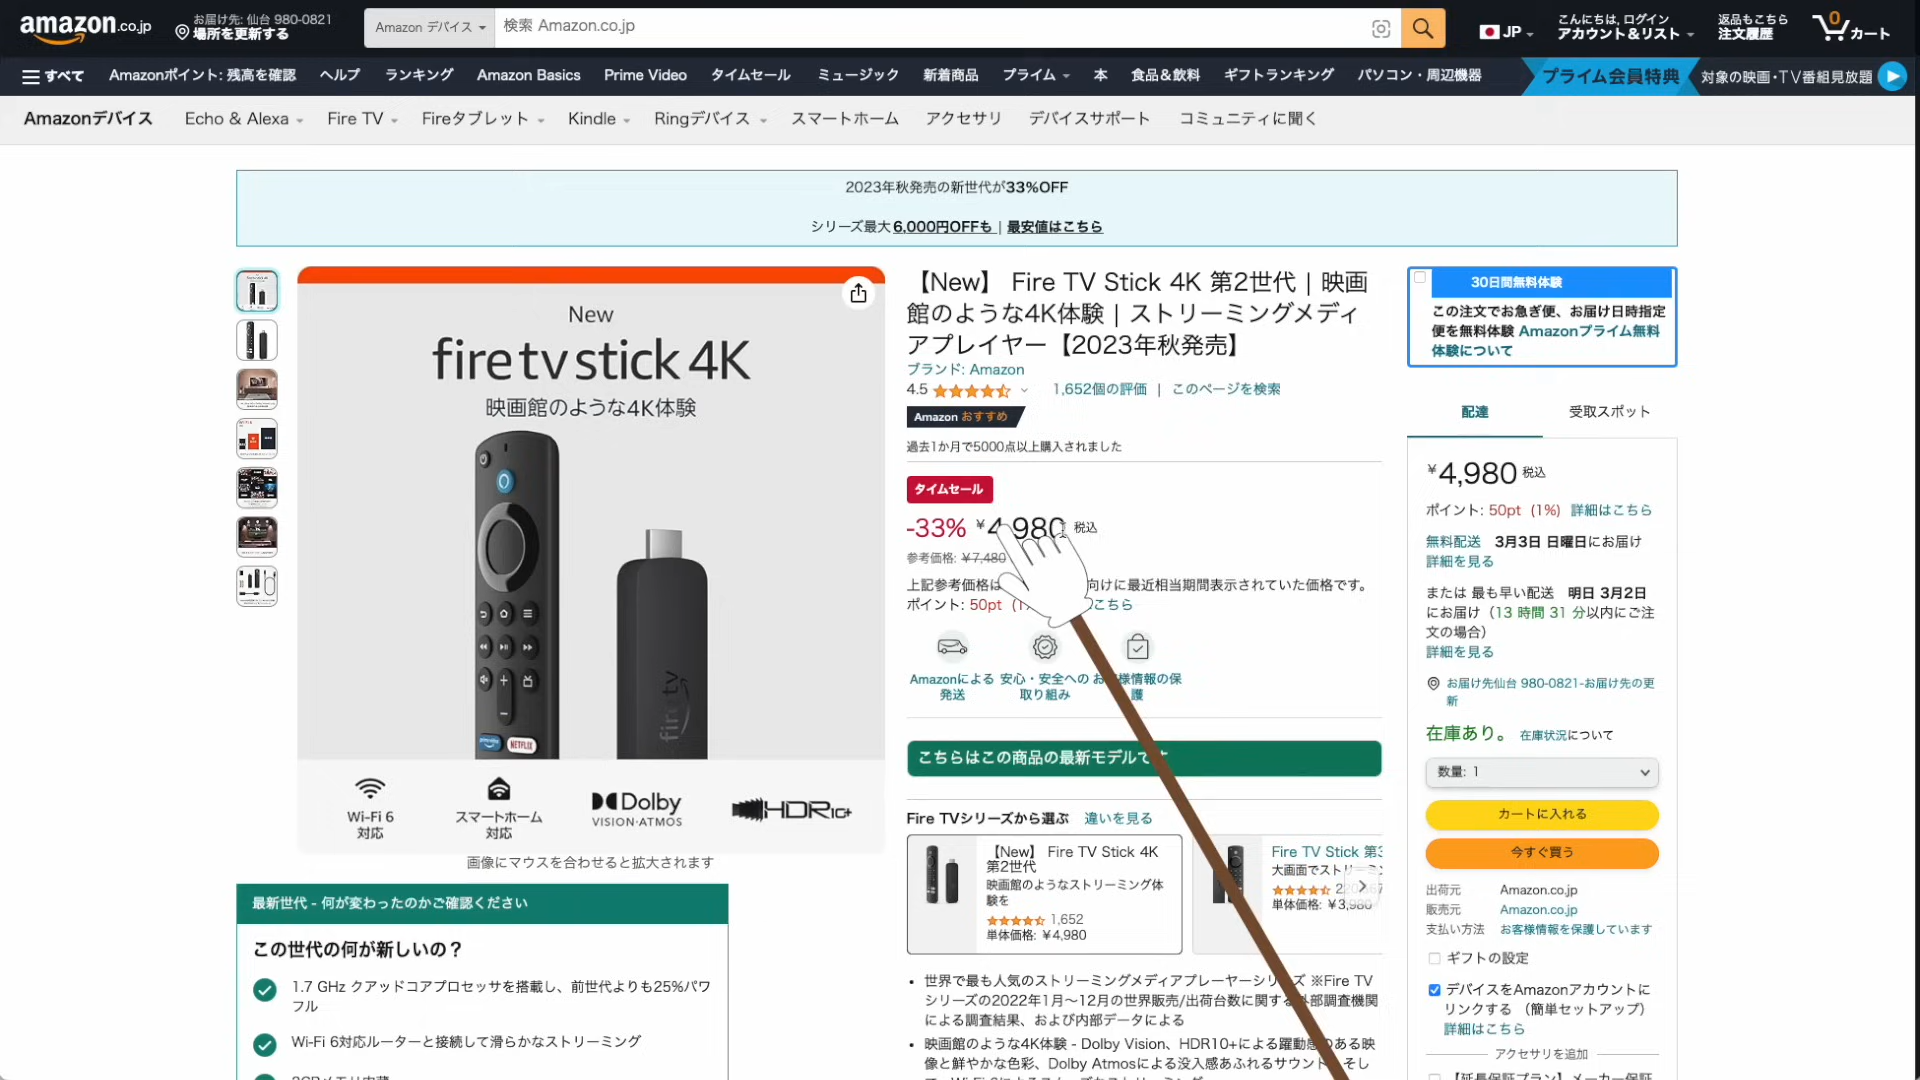 amazon.co.jp
お届け先: 仙台 980-0821
場所を更新する
Amazon デバイス
検索 Amazon.co.jp
JP
こんにちは, ログイン
アカウント&リスト
返品もこちら
注文履歴
0
カート
すべて
Amazonポイント: 残高を確認
ヘルプ
ランキング
Amazon Basics
Prime Video
タイムセール
ミュージック
新着商品
プライム
本
食品&飲料
ギフトランキング
パソコン・周辺機器
プライム会員特典
対象の映画・TV番組見放題
Amazonデバイス
Echo & Alexa
Fire TV
Fireタブレット
Kindle
Ringデバイス
スマートホーム
アクセサリ
デバイスサポート
コミュニティに聞く
2023年秋発売の新世代が33%OFF
シリーズ最大6,000円OFFも | 最安値はこちら
New
fire tv stick 4K
映画館のような4K体験
prime video
NETFLIX
fire tv
Wi-Fi 6
対応
スマートホーム
対応
Dolby
VISION·ATMOS
HDR10+
画像にマウスを合わせると拡大されます
最新世代 - 何が変わったのかご確認ください
この世代の何が新しいの？
1.7 GHz クアッドコアプロセッサを搭載し、前世代よりも25%パワ
フル
Wi-Fi 6対応ルーターと接続して滑らかなストリーミング
【New】 Fire TV Stick 4K 第2世代 | 映画
館のような4K体験 | ストリーミングメディ
アプレイヤー【2023年秋発売】
ブランド: Amazon
4.5
1,652個の評価 | このページを検索
Amazon おすすめ
過去1か月で5000点以上購入されました
タイムセール
-33% ¥4,980 税込
参考価格: ¥7,480
上記参考価格は 向けに最近相当期間表示されていた価格です。
ポイント: 50pt (1 こちら
Amazonによる
発送
安心・安全への
取り組み
お 様情報の保
護
こちらはこの商品の最新モデルで
Fire TVシリーズから選ぶ 違いを見る
【New】 Fire TV Stick 4K
第2世代
映画館のようなストリーミング体
験を
1,652
単体価格: ¥4,980
Fire TV Stick 第3
大画面でストリーミ
単体価格: ¥3,980
• 世界で最も人気のストリーミングメディアプレーヤーシリーズ ※Fire TV
シリーズの2022年1月～12月の世界販売/出荷台数に関する外部調査機関
による調査結果、および内部データによる
• 映画館のような4K体験 - Dolby Vision、HDR10+による躍動感のある映
像と鮮やかな色彩、Dolby Atmosによる没入感あふれるサウンド。そし
30日間無料体験
この注文でお急ぎ便、お届け日時指定
便を無料体験 Amazonプライム無料
体験について
配達
受取スポット
¥4,980 税込
ポイント: 50pt (1%) 詳細はこちら
無料配送 3月3日 日曜日にお届け
詳細を見る
または 最も早い配送 明日 3月2日
にお届け（13 時間 31 分以内にご注
文の場合）
詳細を見る
お届け先仙台 980-0821-お届け先の更
新
在庫あり。 在庫状況について
数量: 1
カートに入れる
今すぐ買う
出荷元 Amazon.co.jp
販売元 Amazon.co.jp
支払い方法 お客様情報を保護しています
ギフトの設定
デバイスをAmazonアカウントに
リンクする （簡単セットアップ）
詳細はこちら
アクセサリを追加
【延長保証プラン】メーカー保証